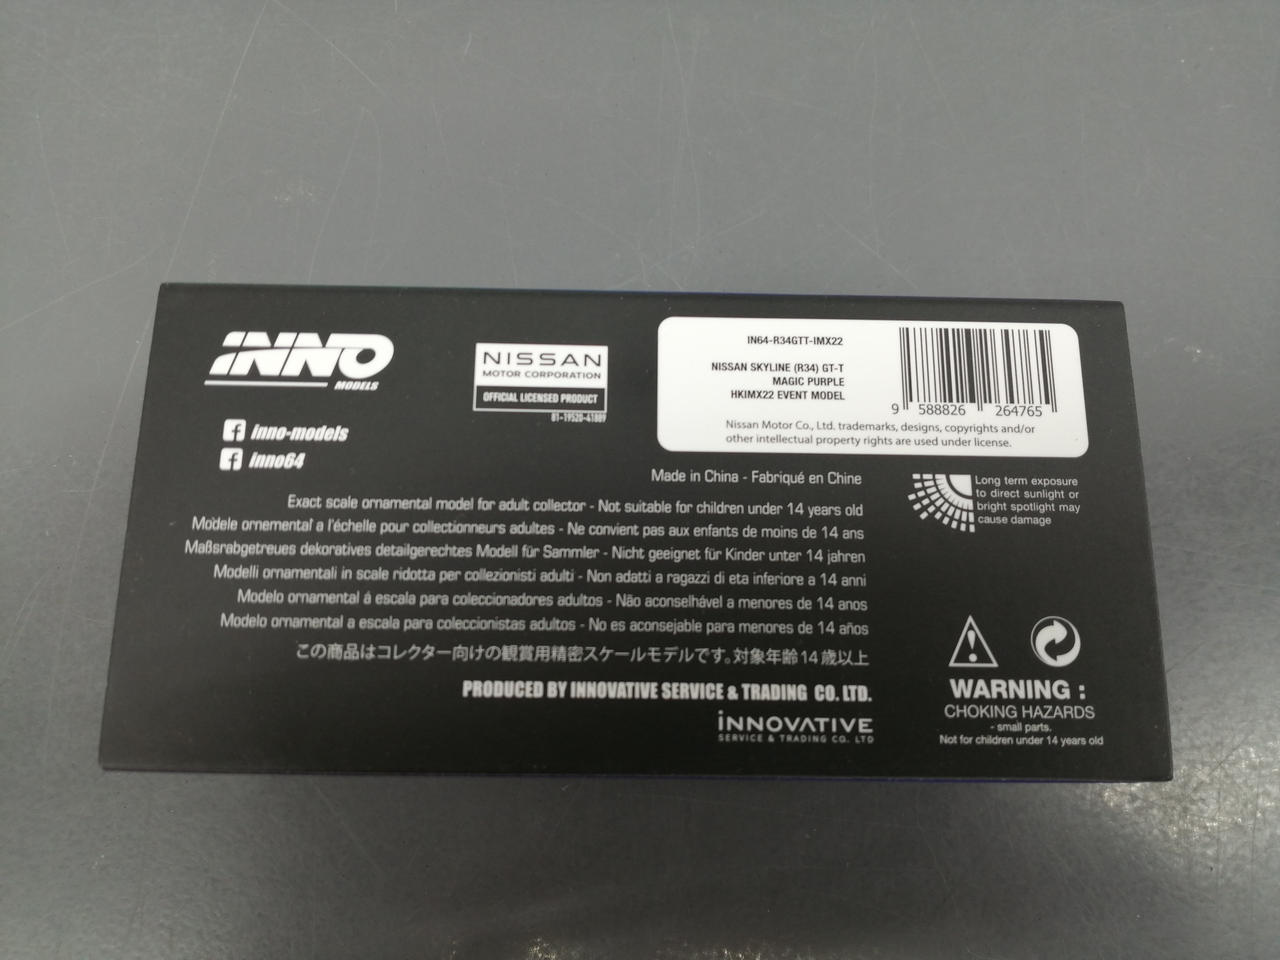 INNO
MODELS
inno-models
inno64
NISSAN
MOTOR CORPORATION
OFFICIAL LICENSED PRODUCT
IN64-R34GTT-IMX22
NISSAN SKYLINE (R34) GT-T
MAGIC PURPLE
HKIMX22 EVENT MODEL
9 588826 264765
Nissan Motor Co., Ltd. trademarks, designs, copyrights and/or
other intellectual property rights are used under license.
Made in China - Fabriqué en Chine
Exact scale ornamental model for adult collector - Not suitable for children under 14 years old
Modele ornemental a l'échelle pour collectionneurs adultes - Ne convient pas aux enfants de moins de 14 ans
Maßsrabgetreues dekoratives detailgerechtes Modell für Sammler - Nicht geeignet für Kinder unter 14 jahren
Modelli ornamentali in scale ridotta per collezionisti adulti - Non adatti a ragazzi di eta inferiore a 14 anni
Modelo ornamental á escala para coleccionadores adultos - Não aconselhável a menores de 14 anos
Modelo ornamental a escala para coleccionistas adultos - No es aconsejable para menores de 14 años
この商品はコレクター向けの観賞用精密スケールモデルです。対象年齢14歳以上
PRODUCED BY INNOVATIVE SERVICE & TRADING CO. LTD.
INNOVATIVE
SERVICE & TRADING CO. LTD
Long term exposure
to direct sunlight or
bright spotlight may
cause damage
WARNING :
CHOKING HAZARDS
- small parts.
Not for children under 14 years old